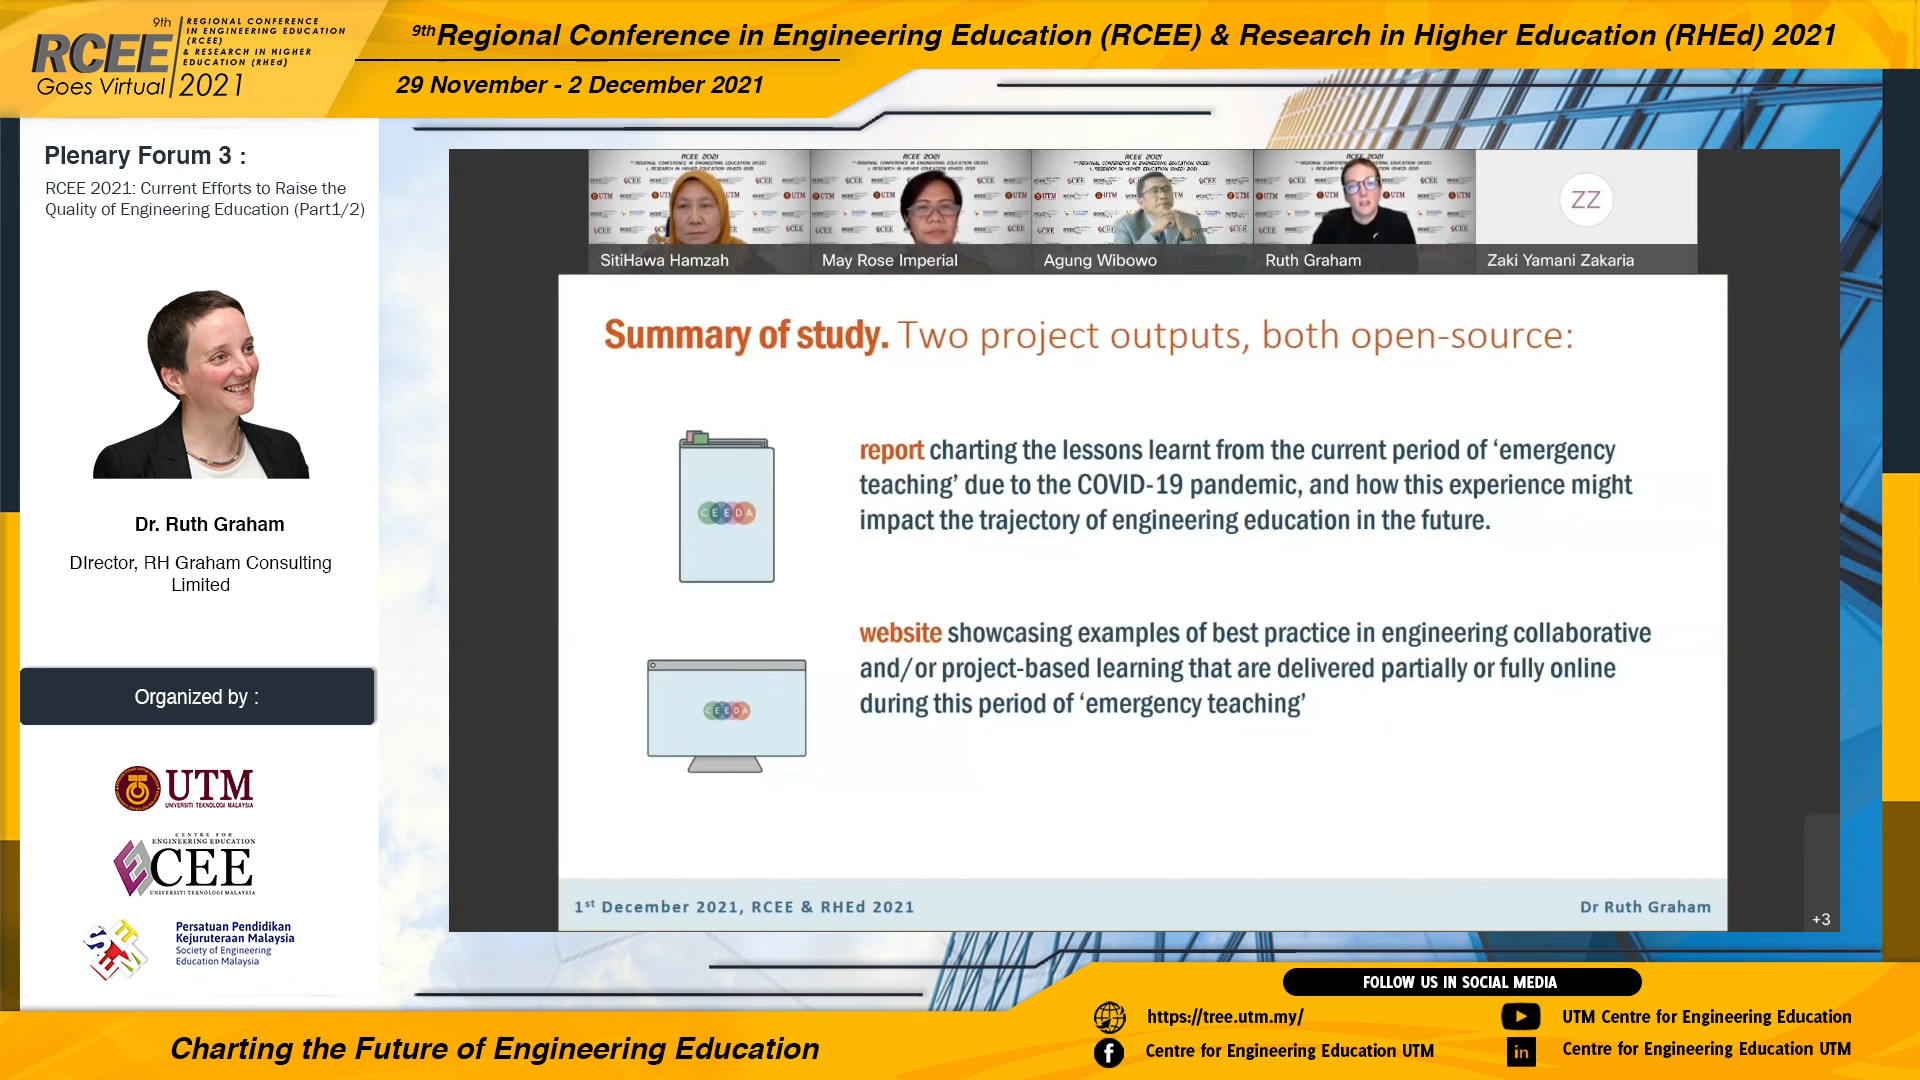 9th
RCEE
Goes Virtual
REGIONAL CONFERENCE
IN ENGINEERING EDUCATION
(RCEE)
& RESEARCH IN HIGHER
EDUCATION (RHEd)
2021
9thRegional Conference in Engineering Education (RCEE) & Research in Higher Education (RHEd) 2021
29 November - 2 December 2021
Plenary Forum 3 :
RCEE 2021: Current Efforts to Raise the
Quality of Engineering Education (Part1/2)
Dr. Ruth Graham
DIrector, RH Graham Consulting
Limited
Organized by :
UTM
UNIVERSITI TEKNOLOGI MALAYSIA
CENTRE FOR
ENGINEERING EDUCATION
CEE
UNIVERSITI TEKNOLOGI MALAYSIA
Persatuan Pendidikan
Kejuruteraan Malaysia
Society of Engineering
Education Malaysia
RCEE 2021
RCEE 2021
RCEE 2021
RCEE 2021
ZZ
SitiHawa Hamzah
May Rose Imperial
Agung Wibowo
Ruth Graham
Zaki Yamani Zakaria
Summary of study. Two project outputs, both open-source:
CEEDA
report charting the lessons learnt from the current period of ‘emergency
teaching’ due to the COVID-19 pandemic, and how this experience might
impact the trajectory of engineering education in the future.
CEEDA
website showcasing examples of best practice in engineering collaborative
and/or project-based learning that are delivered partially or fully online
during this period of ‘emergency teaching’
1st December 2021, RCEE & RHEd 2021
Dr Ruth Graham
+3
FOLLOW US IN SOCIAL MEDIA
https://tree.utm.my/
UTM Centre for Engineering Education
Centre for Engineering Education UTM
in
Centre for Engineering Education UTM
Charting the Future of Engineering Education